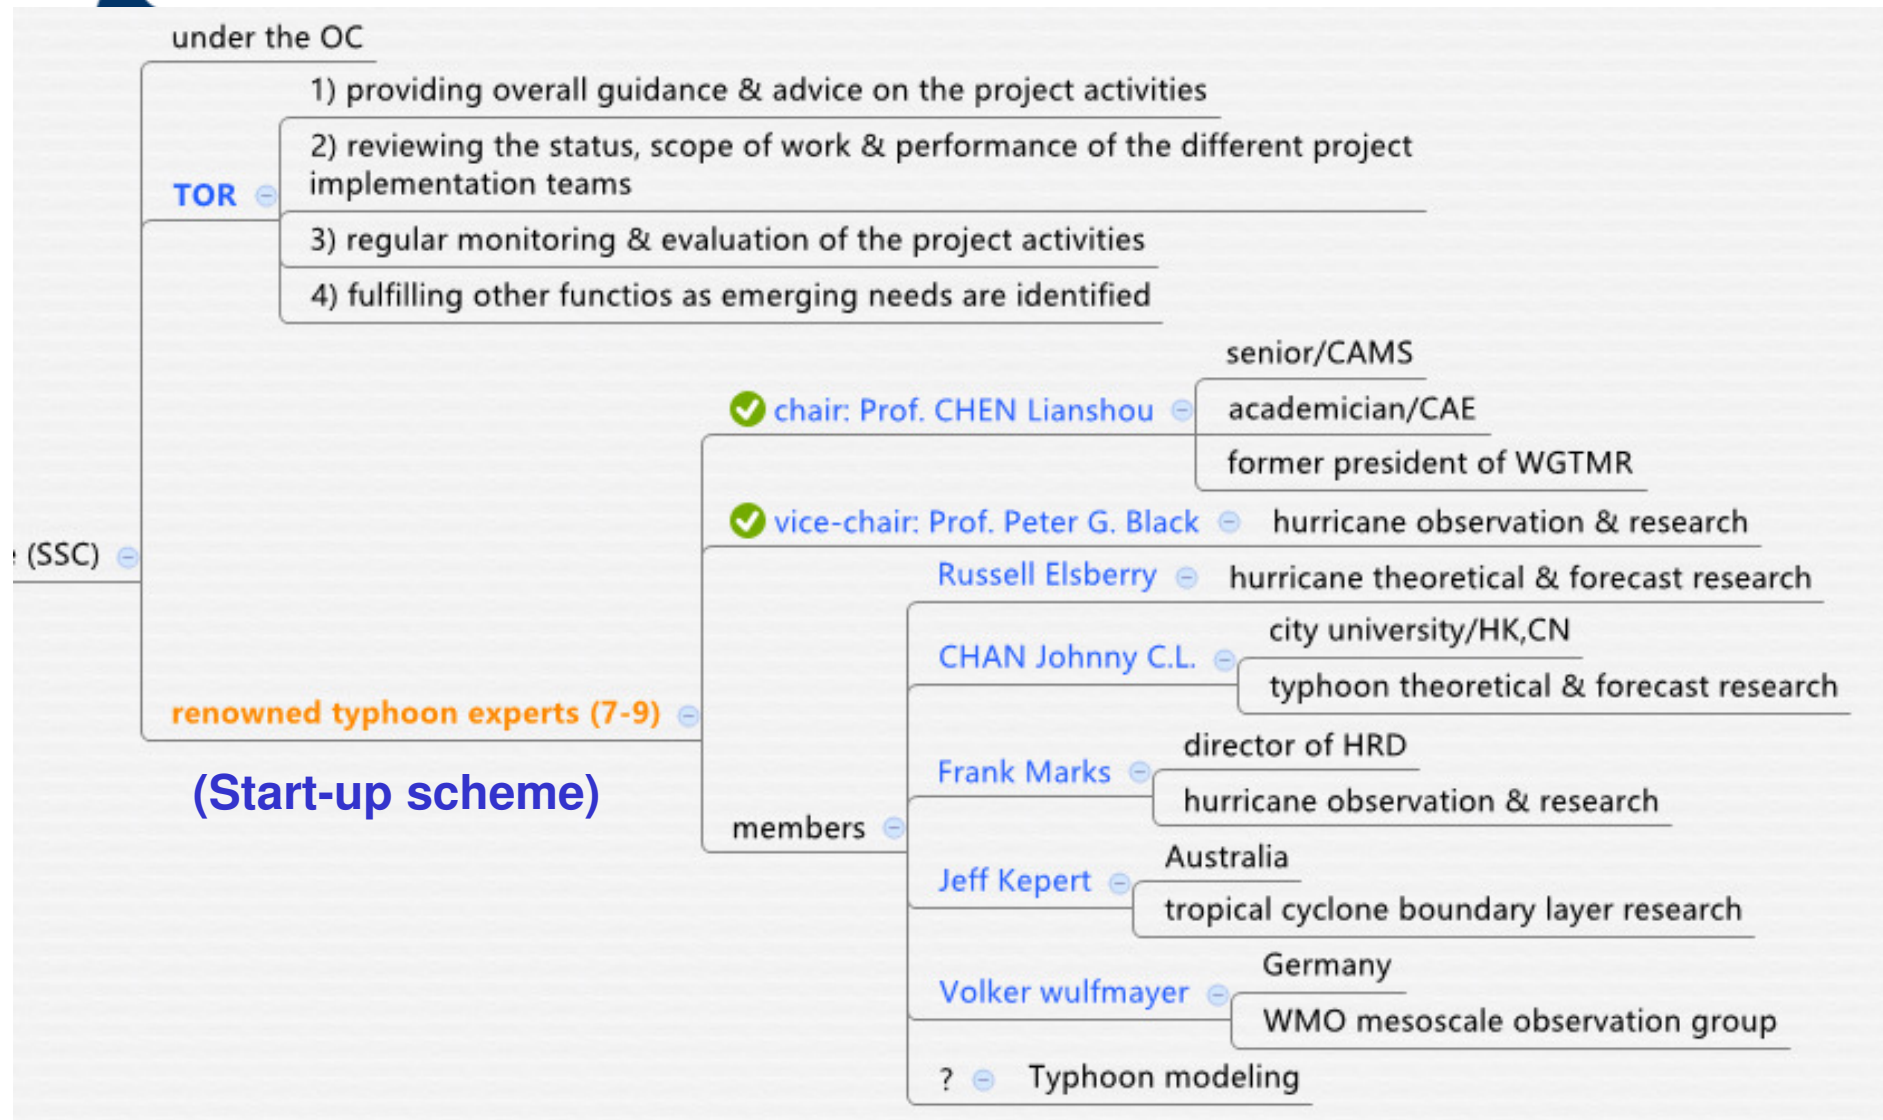 under the OC
1) providing overall guidance & advice on the project activities
2) reviewing the status, scope of work & performance of the different project
implementation teams
TOR
3) regular monitoring & evaluation of the project activities
4) fulfilling other functios as emerging needs are identified
senior/CAMS
chair: Prof. CHEN Lianshou
academician/CAE
former president of WGTMR
vice-chair: Prof. Peter G. Black
hurricane observation & research
(SSC)
Russell Elsberry
hurricane theoretical & forecast research
city university/HK,CN
CHAN Johnny C.L.
typhoon theoretical & forecast research
renowned typhoon experts (7-9)
(Start-up scheme)
director of HRD
Frank Marks
hurricane observation & research
members
Australia
Jeff Kepert
tropical cyclone boundary layer research
Germany
Volker wulfmayer
WMO mesoscale observation group
?
Typhoon modeling